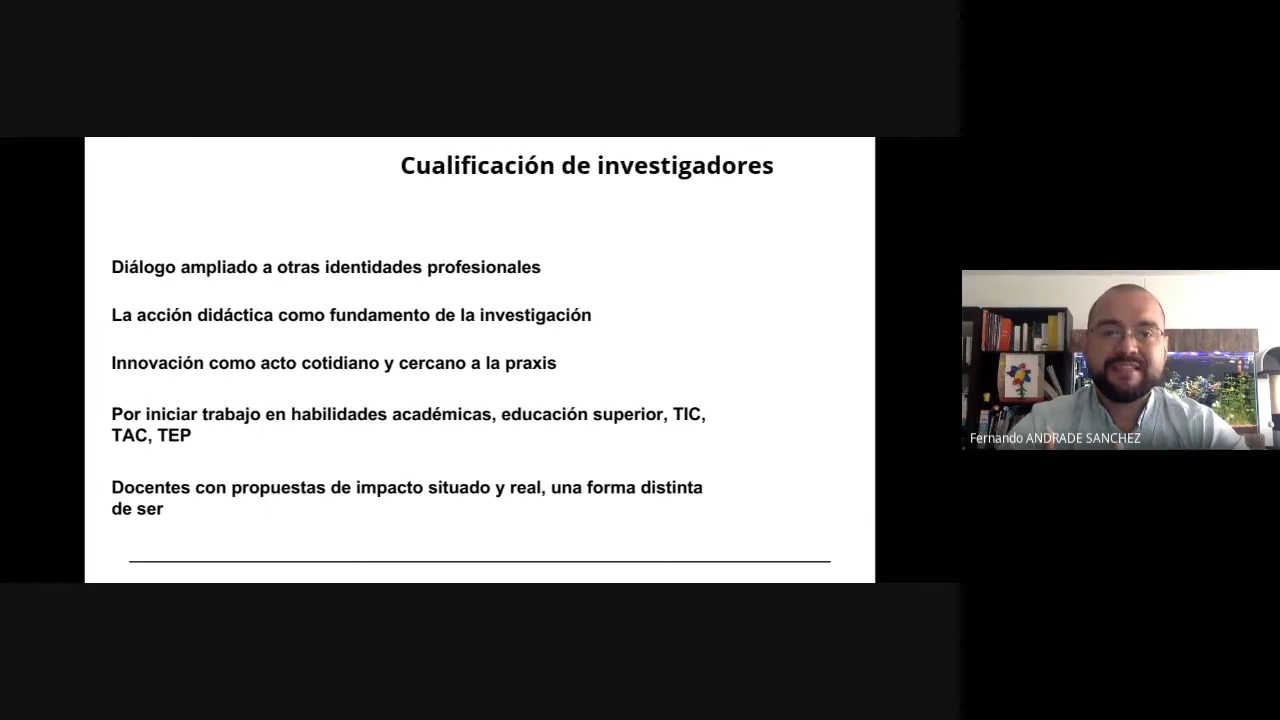 Cualificación de investigadores
Diálogo ampliado a otras identidades profesionales
La acción didáctica como fundamento de la investigación
Innovación como acto cotidiano y cercano a la praxis
Por iniciar trabajo en habilidades académicas, educación superior, TIC,
TAC, TEP
Docentes con propuestas de impacto situado y real, una forma distinta
de ser
Fernando ANDRADE SANCHEZ